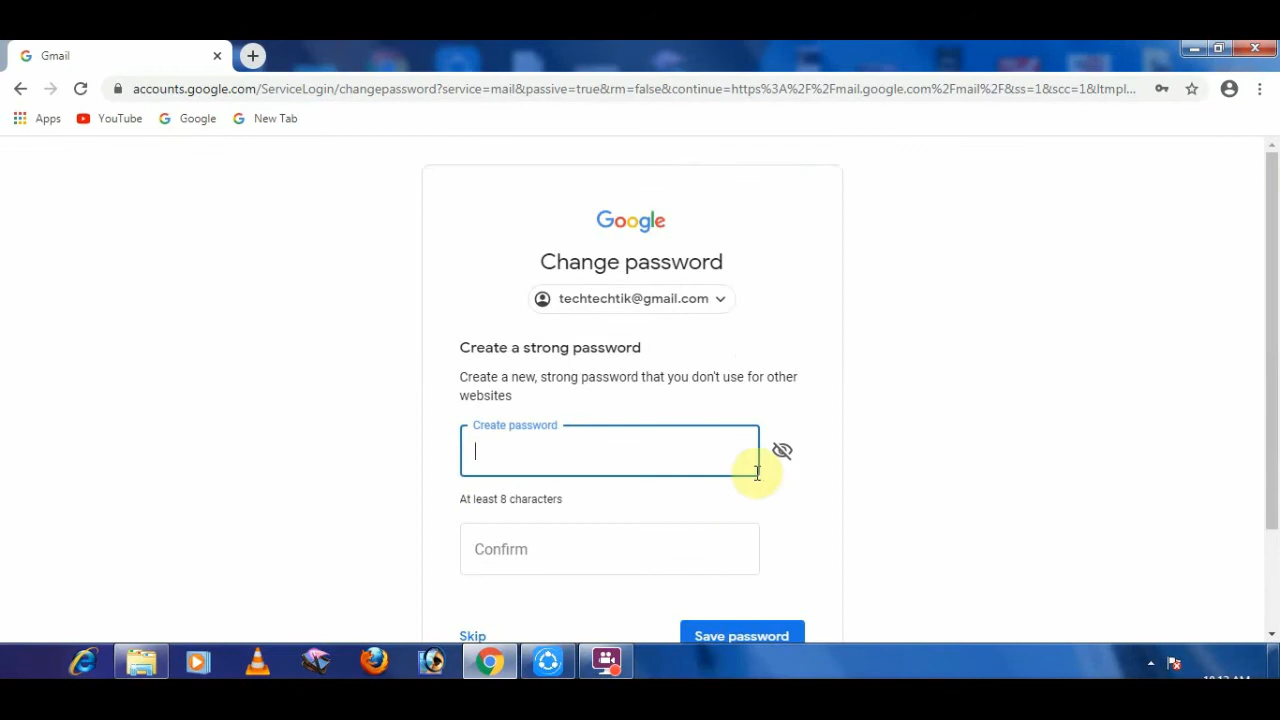 Gmail
accounts.google.com/ServiceLogin/changepassword?service=mail&passive=true&rm=false&continue=https%3A%2F%2Fmail.google.com%2Fmail%2F&ss=1&scc=1&ltmpl...
Apps YouTube Google New Tab
Google
Change password
techtechtik@gmail.com
Create a strong password
Create a new, strong password that you don't use for other
websites
Create password
At least 8 characters
Confirm
Skip Save password